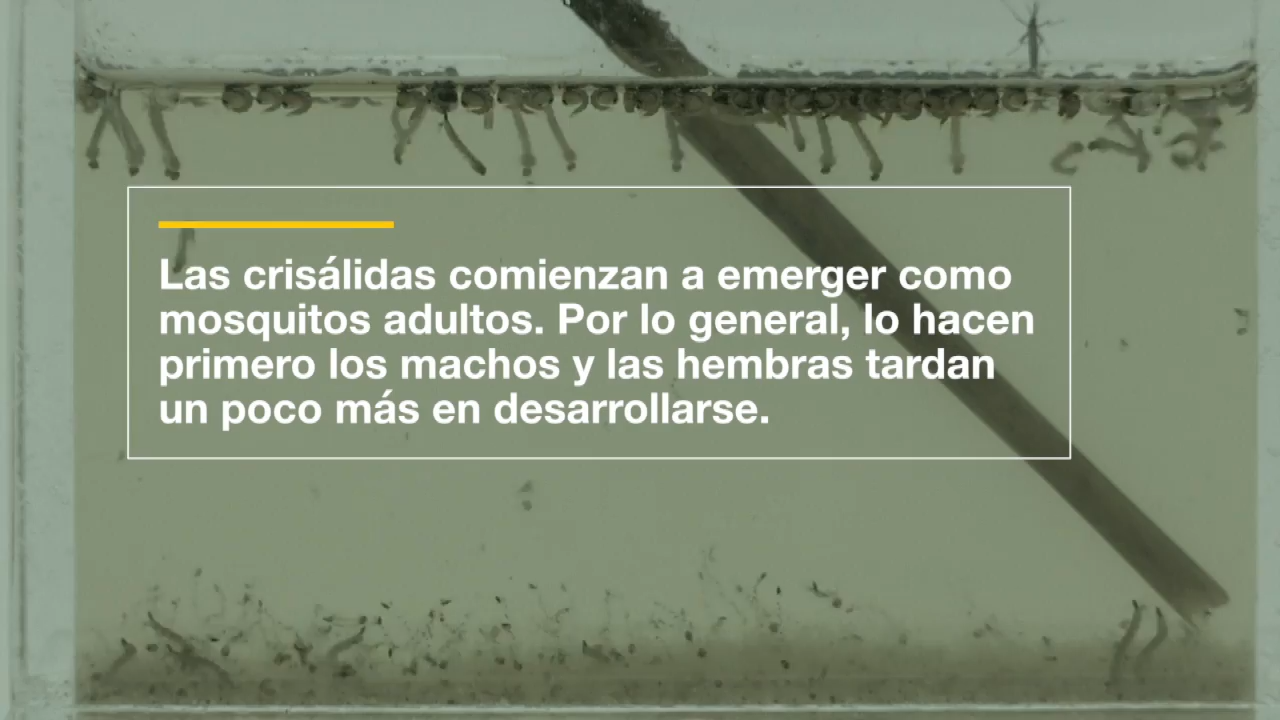 Las crisálidas comienzan a emerger como
mosquitos adultos. Por lo general, lo hacen
primero los machos y las hembras tardan
un poco más en desarrollarse.